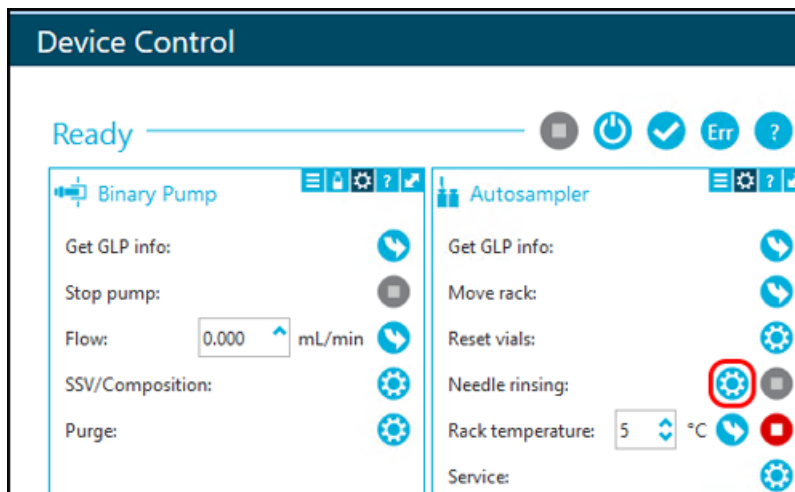 Device Control
Ready
Err ?
Binary Pump
?
Get GLP info:
Stop pump:
Flow: 0.000 mL/min
SSV/Composition:
Purge:
Autosampler
?
Get GLP info:
Move rack:
Reset vials:
Needle rinsing:
Rack temperature: 5 °C
Service: